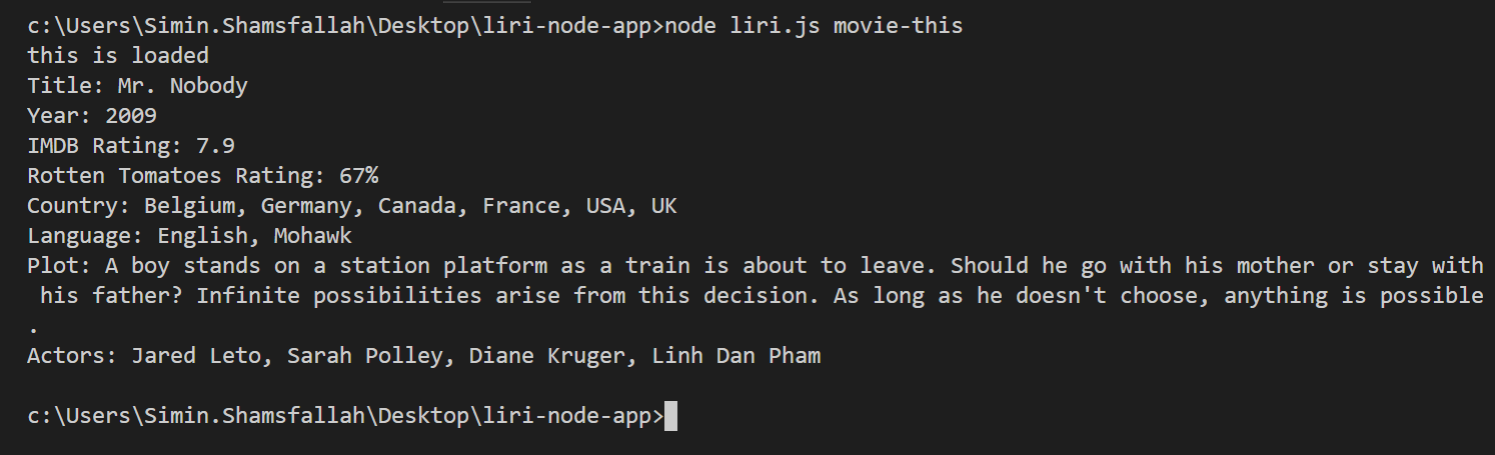 c:\Users\Simin.Shamsfallah\Desktop\liri-node-app>node liri.js movie-this
this is loaded
Title: Mr. Nobody
Year: 2009
IMDB Rating: 7.9
Rotten Tomatoes Rating: 67%
Country: Belgium, Germany, Canada, France, USA, UK
Language: English, Mohawk
Plot: A boy stands on a station platform as a train is about to leave. Should he go with his mother or stay with
 his father? Infinite possibilities arise from this decision. As long as he doesn't choose, anything is possible
.
Actors: Jared Leto, Sarah Polley, Diane Kruger, Linh Dan Pham

c:\Users\Simin.Shamsfallah\Desktop\liri-node-app>